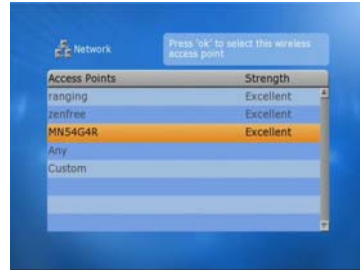 Network
Press 'ok' to select this wireless
access point
Access Points Strength
ranging Excellent
zenfree Excellent
MN54G4R Excellent
Any
Custom